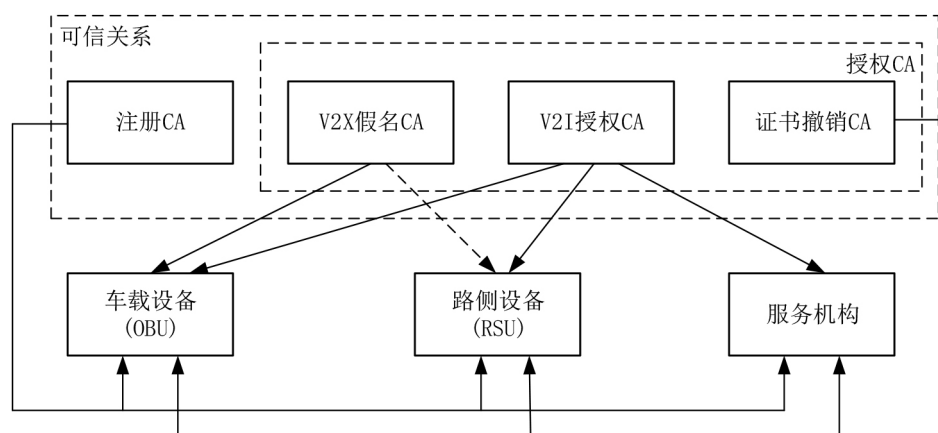 可信关系
授权CA
注册CA
V2X假名CA
V2I授权CA
证书撤销CA
车载设备
(OBU)
路侧设备
(RSU)
服务机构